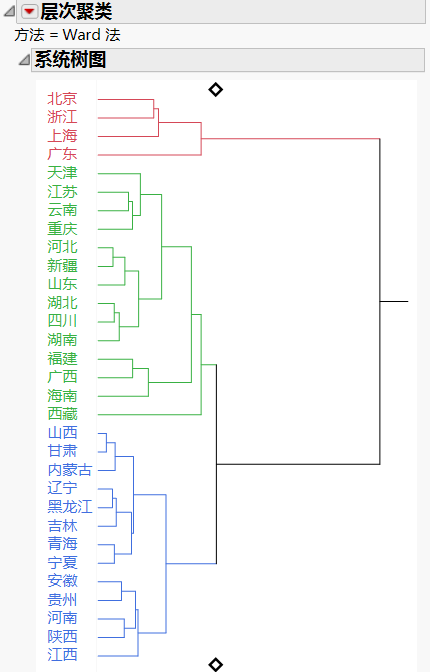 层次聚类
方法 = Ward 法
系统树图
北京
浙江
上海
广东
天津
江苏
云南
重庆
河北
新疆
山东
湖北
四川
湖南
福建
广西
海南
西藏
山西
甘肃
内蒙古
辽宁
黑龙江
吉林
青海
宁夏
安徽
贵州
河南
陕西
江西